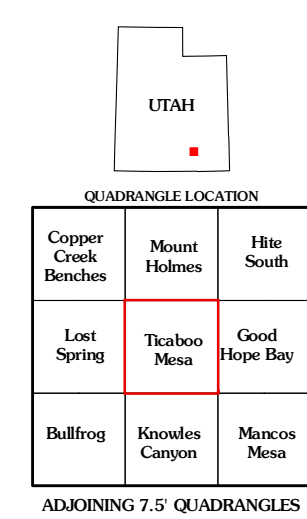 UTAH
QUADRANGLE LOCATION
Copper
Creek
Benches
Mount
Holmes
Hite
South
Lost
Spring
Ticaboo
Mesa
Good
Hope Bay
Bullfrog
Knowles
Canyon
Mancos
Mesa
ADJOINING 7.5' QUADRANGLES